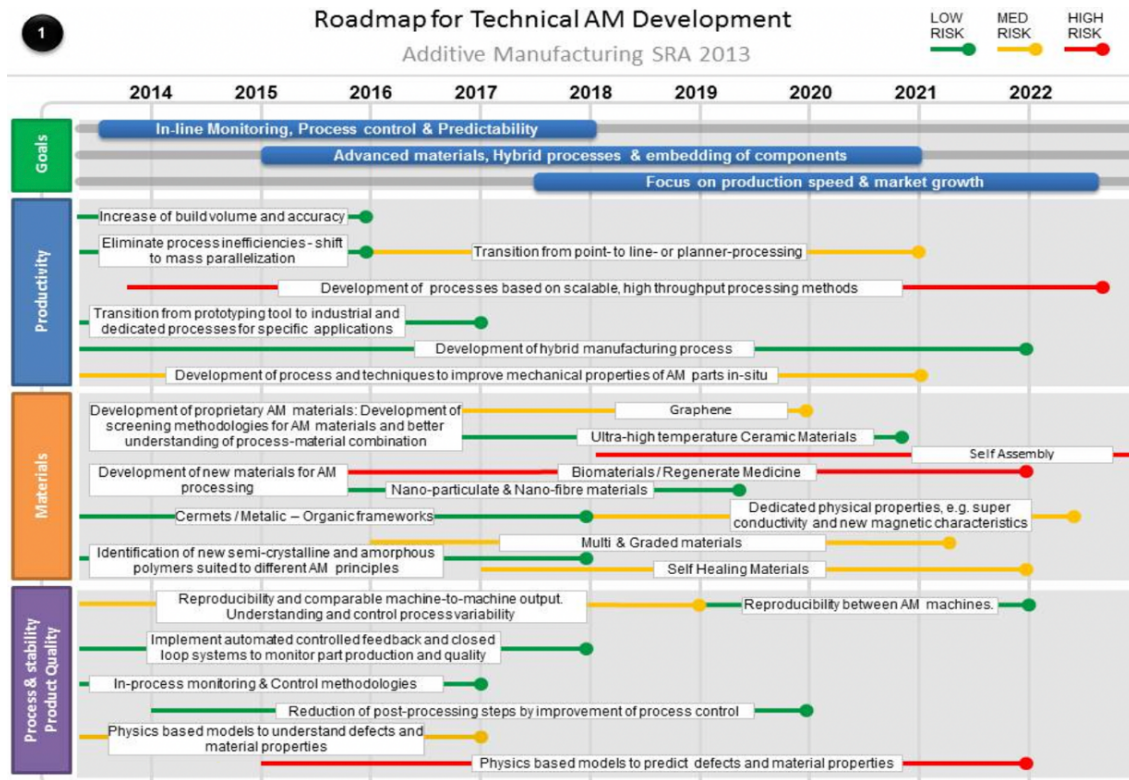 1
Roadmap for Technical AM Development
Additive Manufacturing SRA 2013
LOW
RISK
MED
RISK
HIGH
RISK
2014 2015 2016 2017 2018 2019 2020 2021 2022
Goals
In-line Monitoring, Process control & Predictability
Advanced materials, Hybrid processes & embedding of components
Focus on production speed & market growth
Productivity
Increase of build volume and accuracy
Eliminate process inefficiencies - shift
to mass parallelization
Transition from point- to line- or planner-processing
Development of processes based on scalable, high throughput processing methods
Transition from prototyping tool to industrial and
dedicated processes for specific applications
Development of hybrid manufacturing process
Development of process and techniques to improve mechanical properties of AM parts in-situ
Materials
Development of proprietary AM materials: Development of
screening methodologies for AM materials and better
understanding of process-material combination
Graphene
Ultra-high temperature Ceramic Materials
Self Assembly
Development of new materials for AM
processing
Biomaterials / Regenerate Medicine
Nano-particulate & Nano-fibre materials
Cermets / Metalic – Organic frameworks
Dedicated physical properties, e.g. super
conductivity and new magnetic characteristics
Multi & Graded materials
Identification of new semi-crystalline and amorphous
polymers suited to different AM principles
Self Healing Materials
Process & stability
Product Quality
Reproducibility and comparable machine-to-machine output.
Understanding and control process variability
Reproducibility between AM machines.
Implement automated controlled feedback and closed
loop systems to monitor part production and quality
In-process monitoring & Control methodologies
Reduction of post-processing steps by improvement of process control
Physics based models to understand defects and
material properties
Physics based models to predict defects and material properties